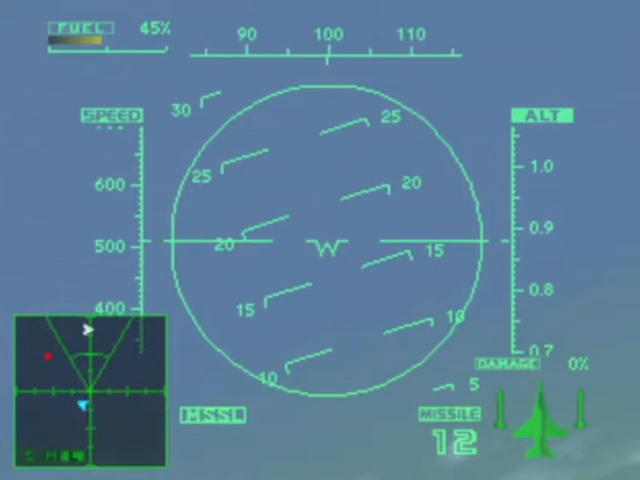 FUEL 45% 90 100 110
30 25
SPEED ALT
25 1.0
600 20
20 0.9
500 15
15 0.8
400 10
10 0.7
DAMAGE 0%
5
MSSL MISSILE
12